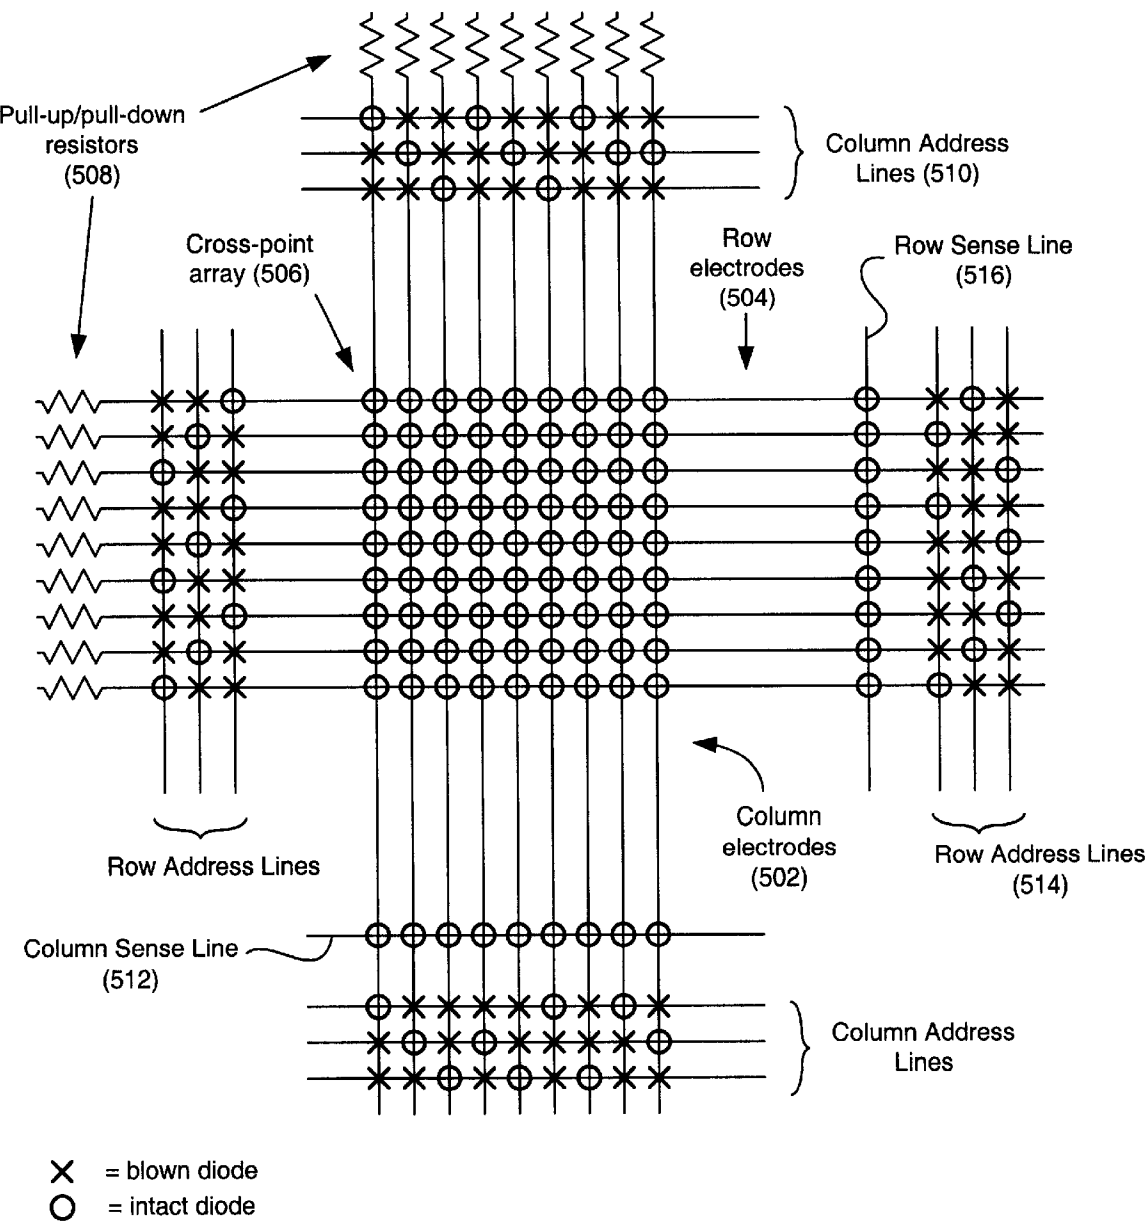 Pull-up/pull-down
resistors
(508)
Column Address
Lines (510)
Cross-point
array (506)
Row
electrodes
(504)
Row Sense Line
(516)
Row Address Lines
Column
electrodes
(502)
Row Address Lines
(514)
Column Sense Line
(512)
Column Address
Lines
= blown diode
= intact diode